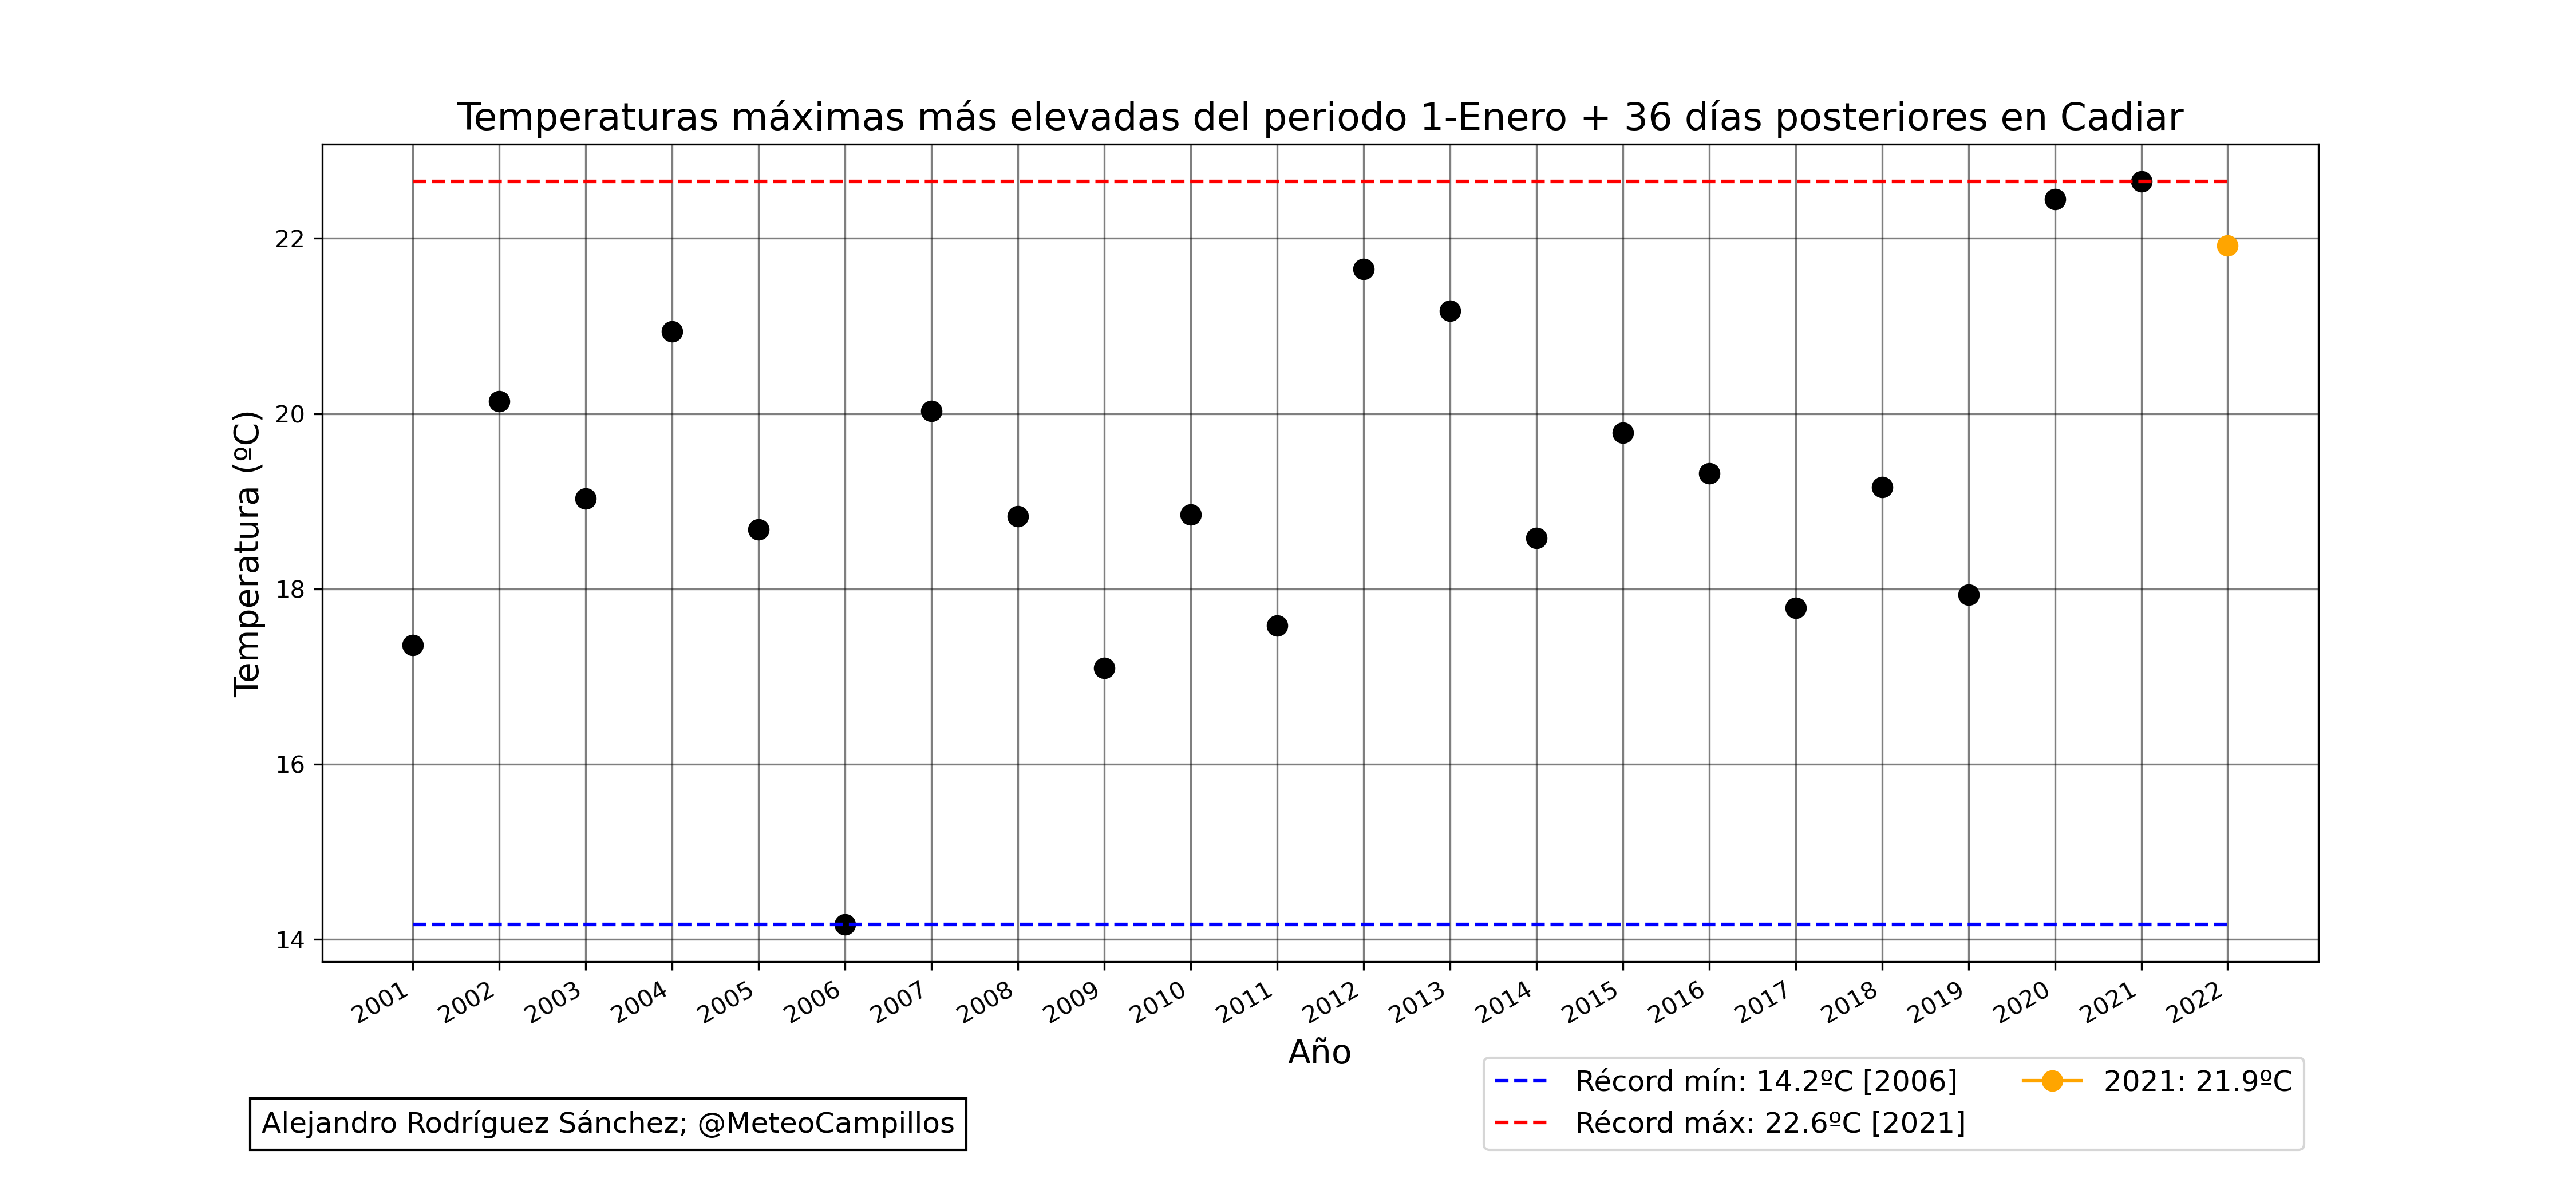 Temperaturas máximas más elevadas del periodo 1-Enero + 36 días posteriores en Cadiar
Temperatura (ºC)
22
20
18
16
14
2001 2002 2003 2004 2005 2006 2007 2008 2009 2010 2011 2012 2013 2014 2015 2016 2017 2018 2019 2020 2021 2022
Año
Récord mín: 14.2ºC [2006]
Récord máx: 22.6ºC [2021]
2021: 21.9ºC
Alejandro Rodríguez Sánchez; @MeteoCampillos